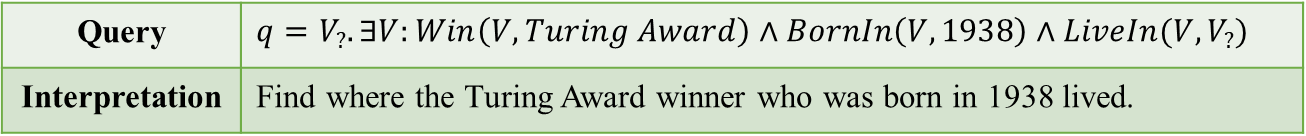 Query q = V?. ∃V: Win(V, Turing Award) ∧ BornIn(V, 1938) ∧ LiveIn(V, V?)
Interpretation Find where the Turing Award winner who was born in 1938 lived.